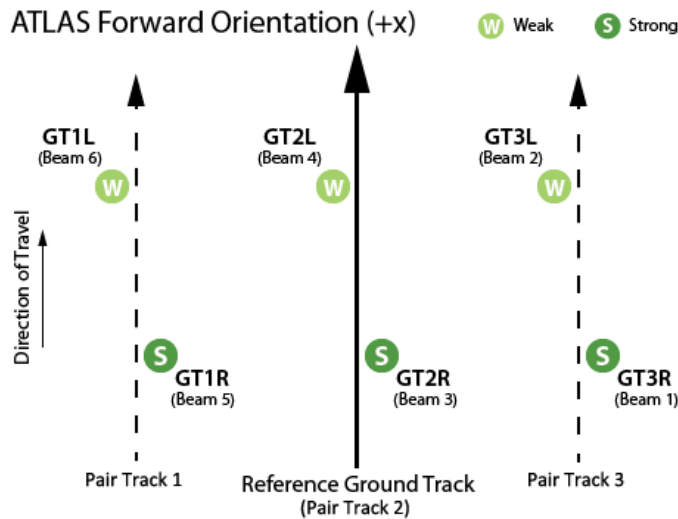 ATLAS Forward Orientation (+x)
W Weak
S Strong
GT1L
(Beam 6)
W
GT2L
(Beam 4)
W
GT3L
(Beam 2)
W
Direction of Travel
S
GT1R
(Beam 5)
S
GT2R
(Beam 3)
S
GT3R
(Beam 1)
Pair Track 1
Reference Ground Track
(Pair Track 2)
Pair Track 3